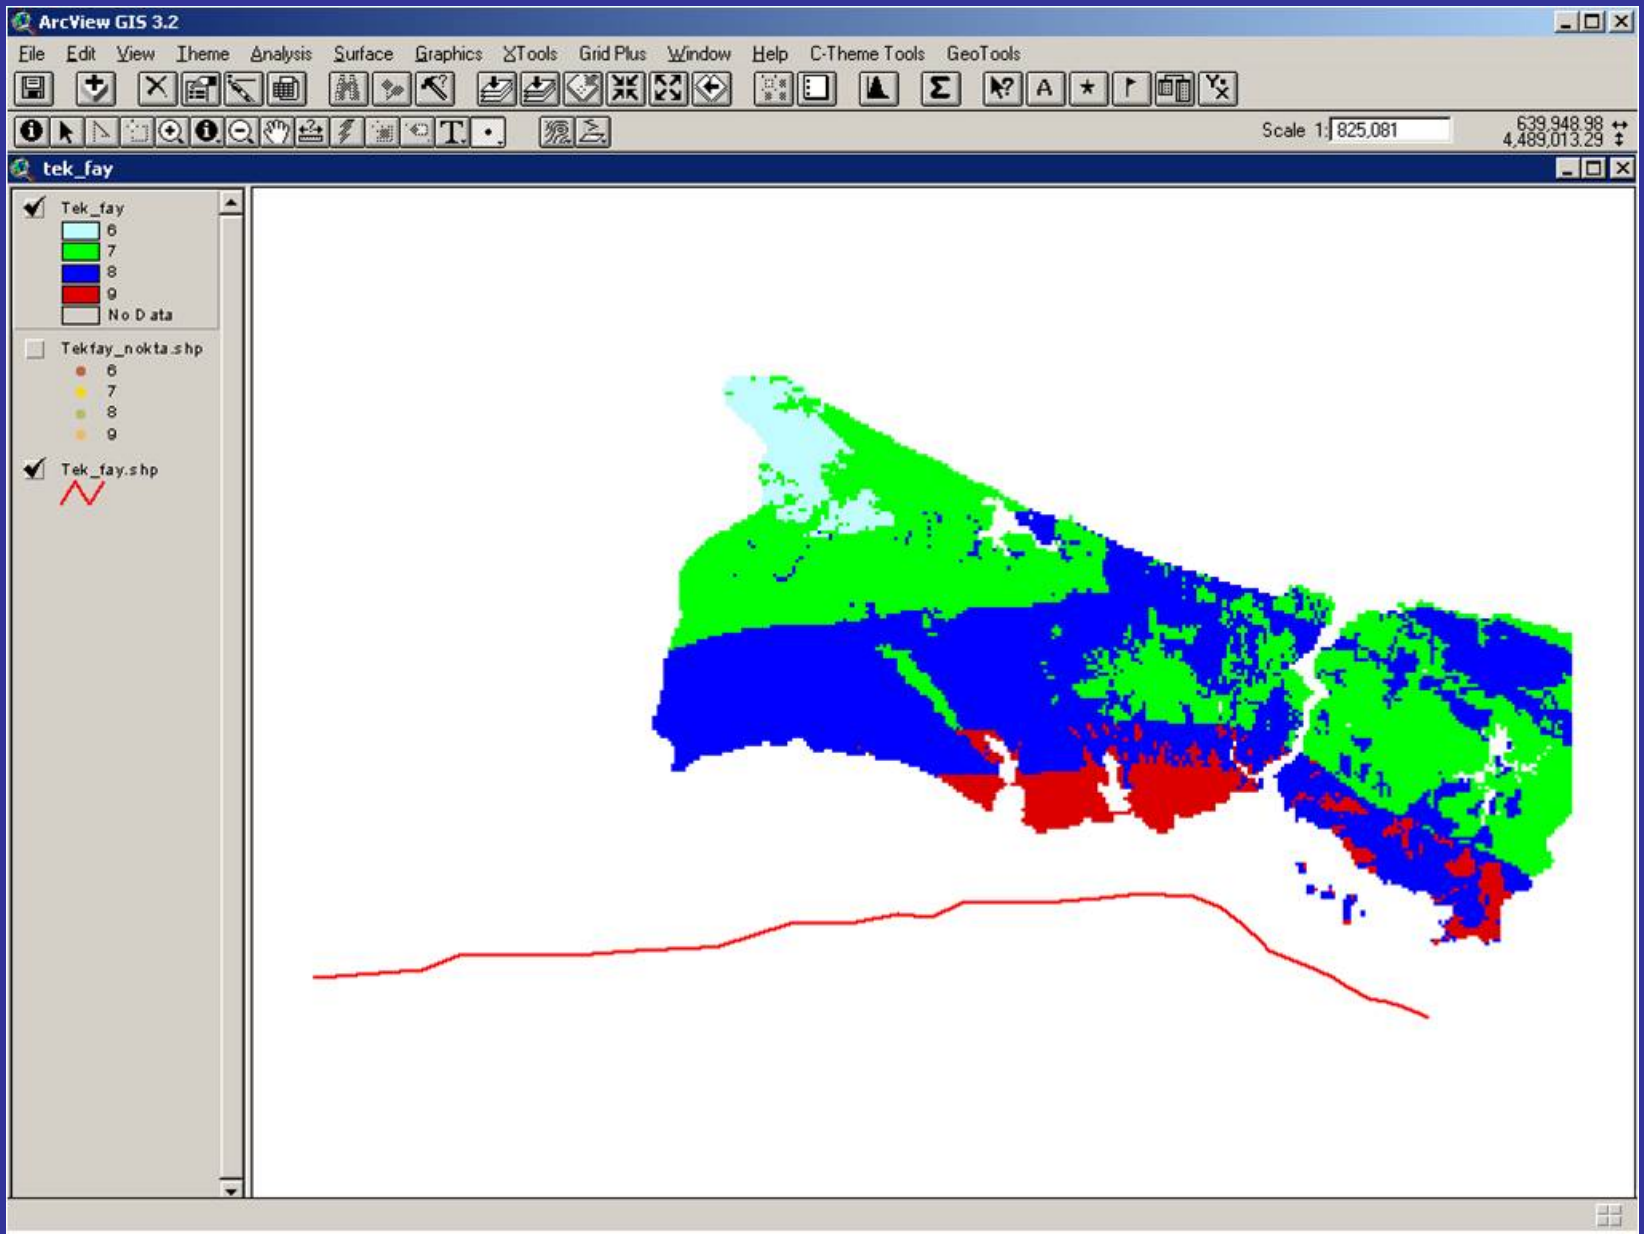 ArcView GIS 3.2
File Edit View Theme Analysis Surface Graphics XTools Grid Plus Window Help C-Theme Tools GeoTools
Scale 1: 825,081
639,948.98
4,489,013.29
tek_fay
Tek_fay
6
7
8
9
No Data
Tekfay_nokta.shp
6
7
8
9
Tek_fay.shp